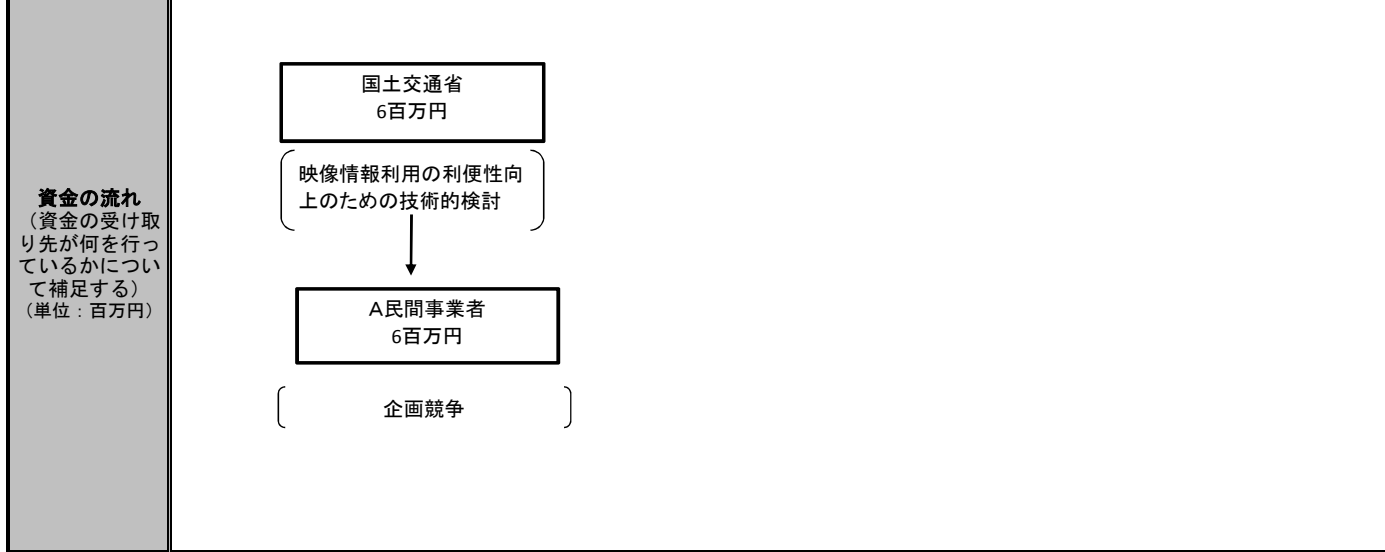 資金の流れ
（資金の受け取
り先が何を行っ
ているかについ
て補足する）
（単位：百万円）
国土交通省
6百万円
映像情報利用の利便性向
上のための技術的検討
A民間事業者
6百万円
企画競争